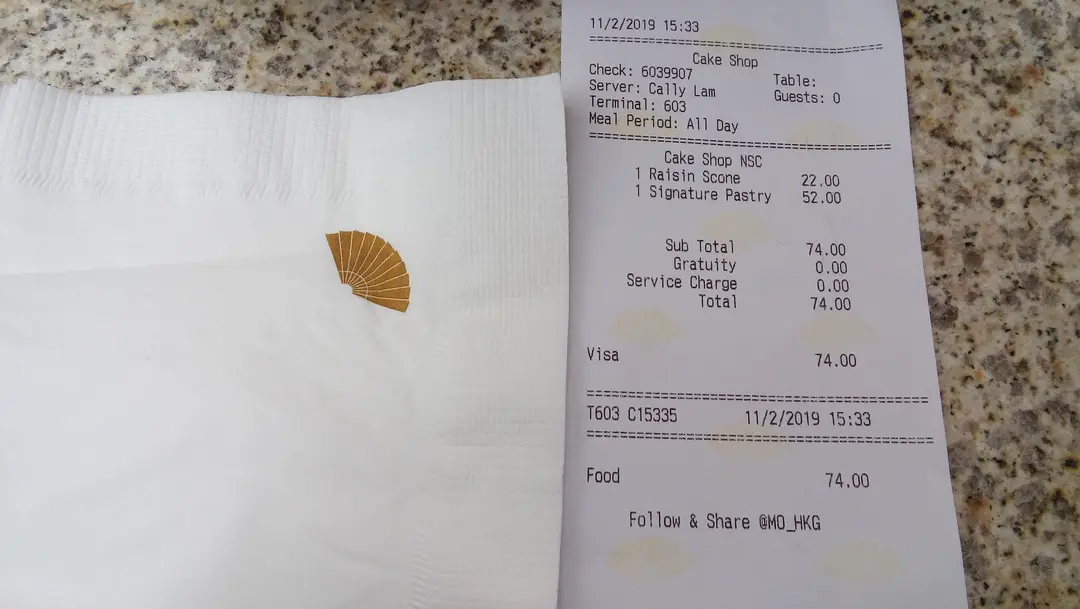 11/2/2019 15:33
================================
Cake Shop
Check: 6039907 Table:
Server: Cally Lam Guests: 0
Terminal: 603
Meal Period: All Day
================================
Cake Shop NSC
1 Raisin Scone 22.00
1 Signature Pastry 52.00
Sub Total 74.00
Gratuity 0.00
Service Charge 0.00
Total 74.00
Visa 74.00
================================
T603 C15335 11/2/2019 15:33
================================
Food 74.00
Follow & Share @MO_HKG